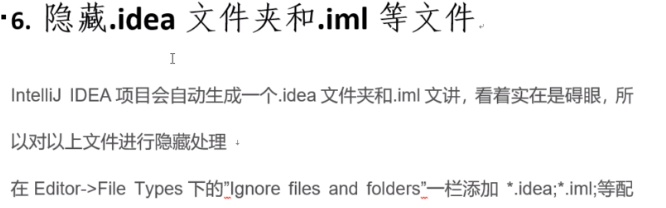 6. 隐藏.idea 文件夹和.iml 等文件
IntelliJ IDEA 项目会自动生成一个.idea 文件夹和.iml 文讲，看着实在是碍眼，所
以对以上文件进行隐藏处理
在 Editor->File Types 下的”Ignore files and folders”一栏添加 *.idea;*.iml;等配